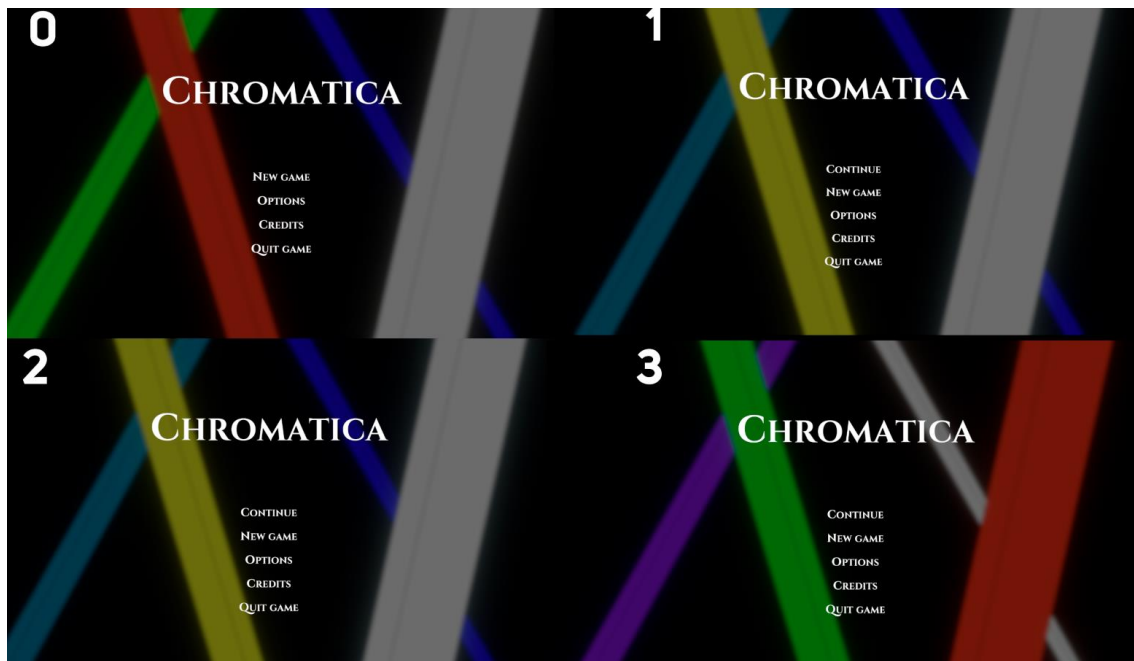 0
Chromatica
New game
Options
Credits
Quit game
1
Chromatica
Continue
New game
Options
Credits
Quit game
2
Chromatica
Continue
New game
Options
Credits
Quit game
3
Chromatica
Continue
New game
Options
Credits
Quit game